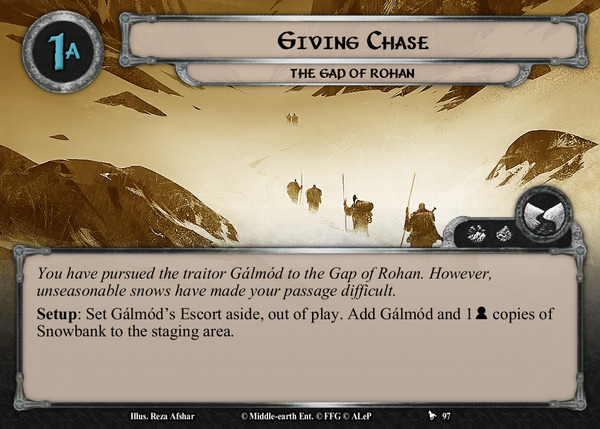 1A
GIVING CHASE
THE GAP OF ROHAN
You have pursued the traitor Gálmód to the Gap of Rohan. However,
unseasonable snows have made your passage difficult.
Setup: Set Gálmód's Escort aside, out of play. Add Gálmód and 1 copies of
Snowbank to the staging area.
Illus. Reza Afshar © Middle-earth Ent. © FFG © ALeP 97